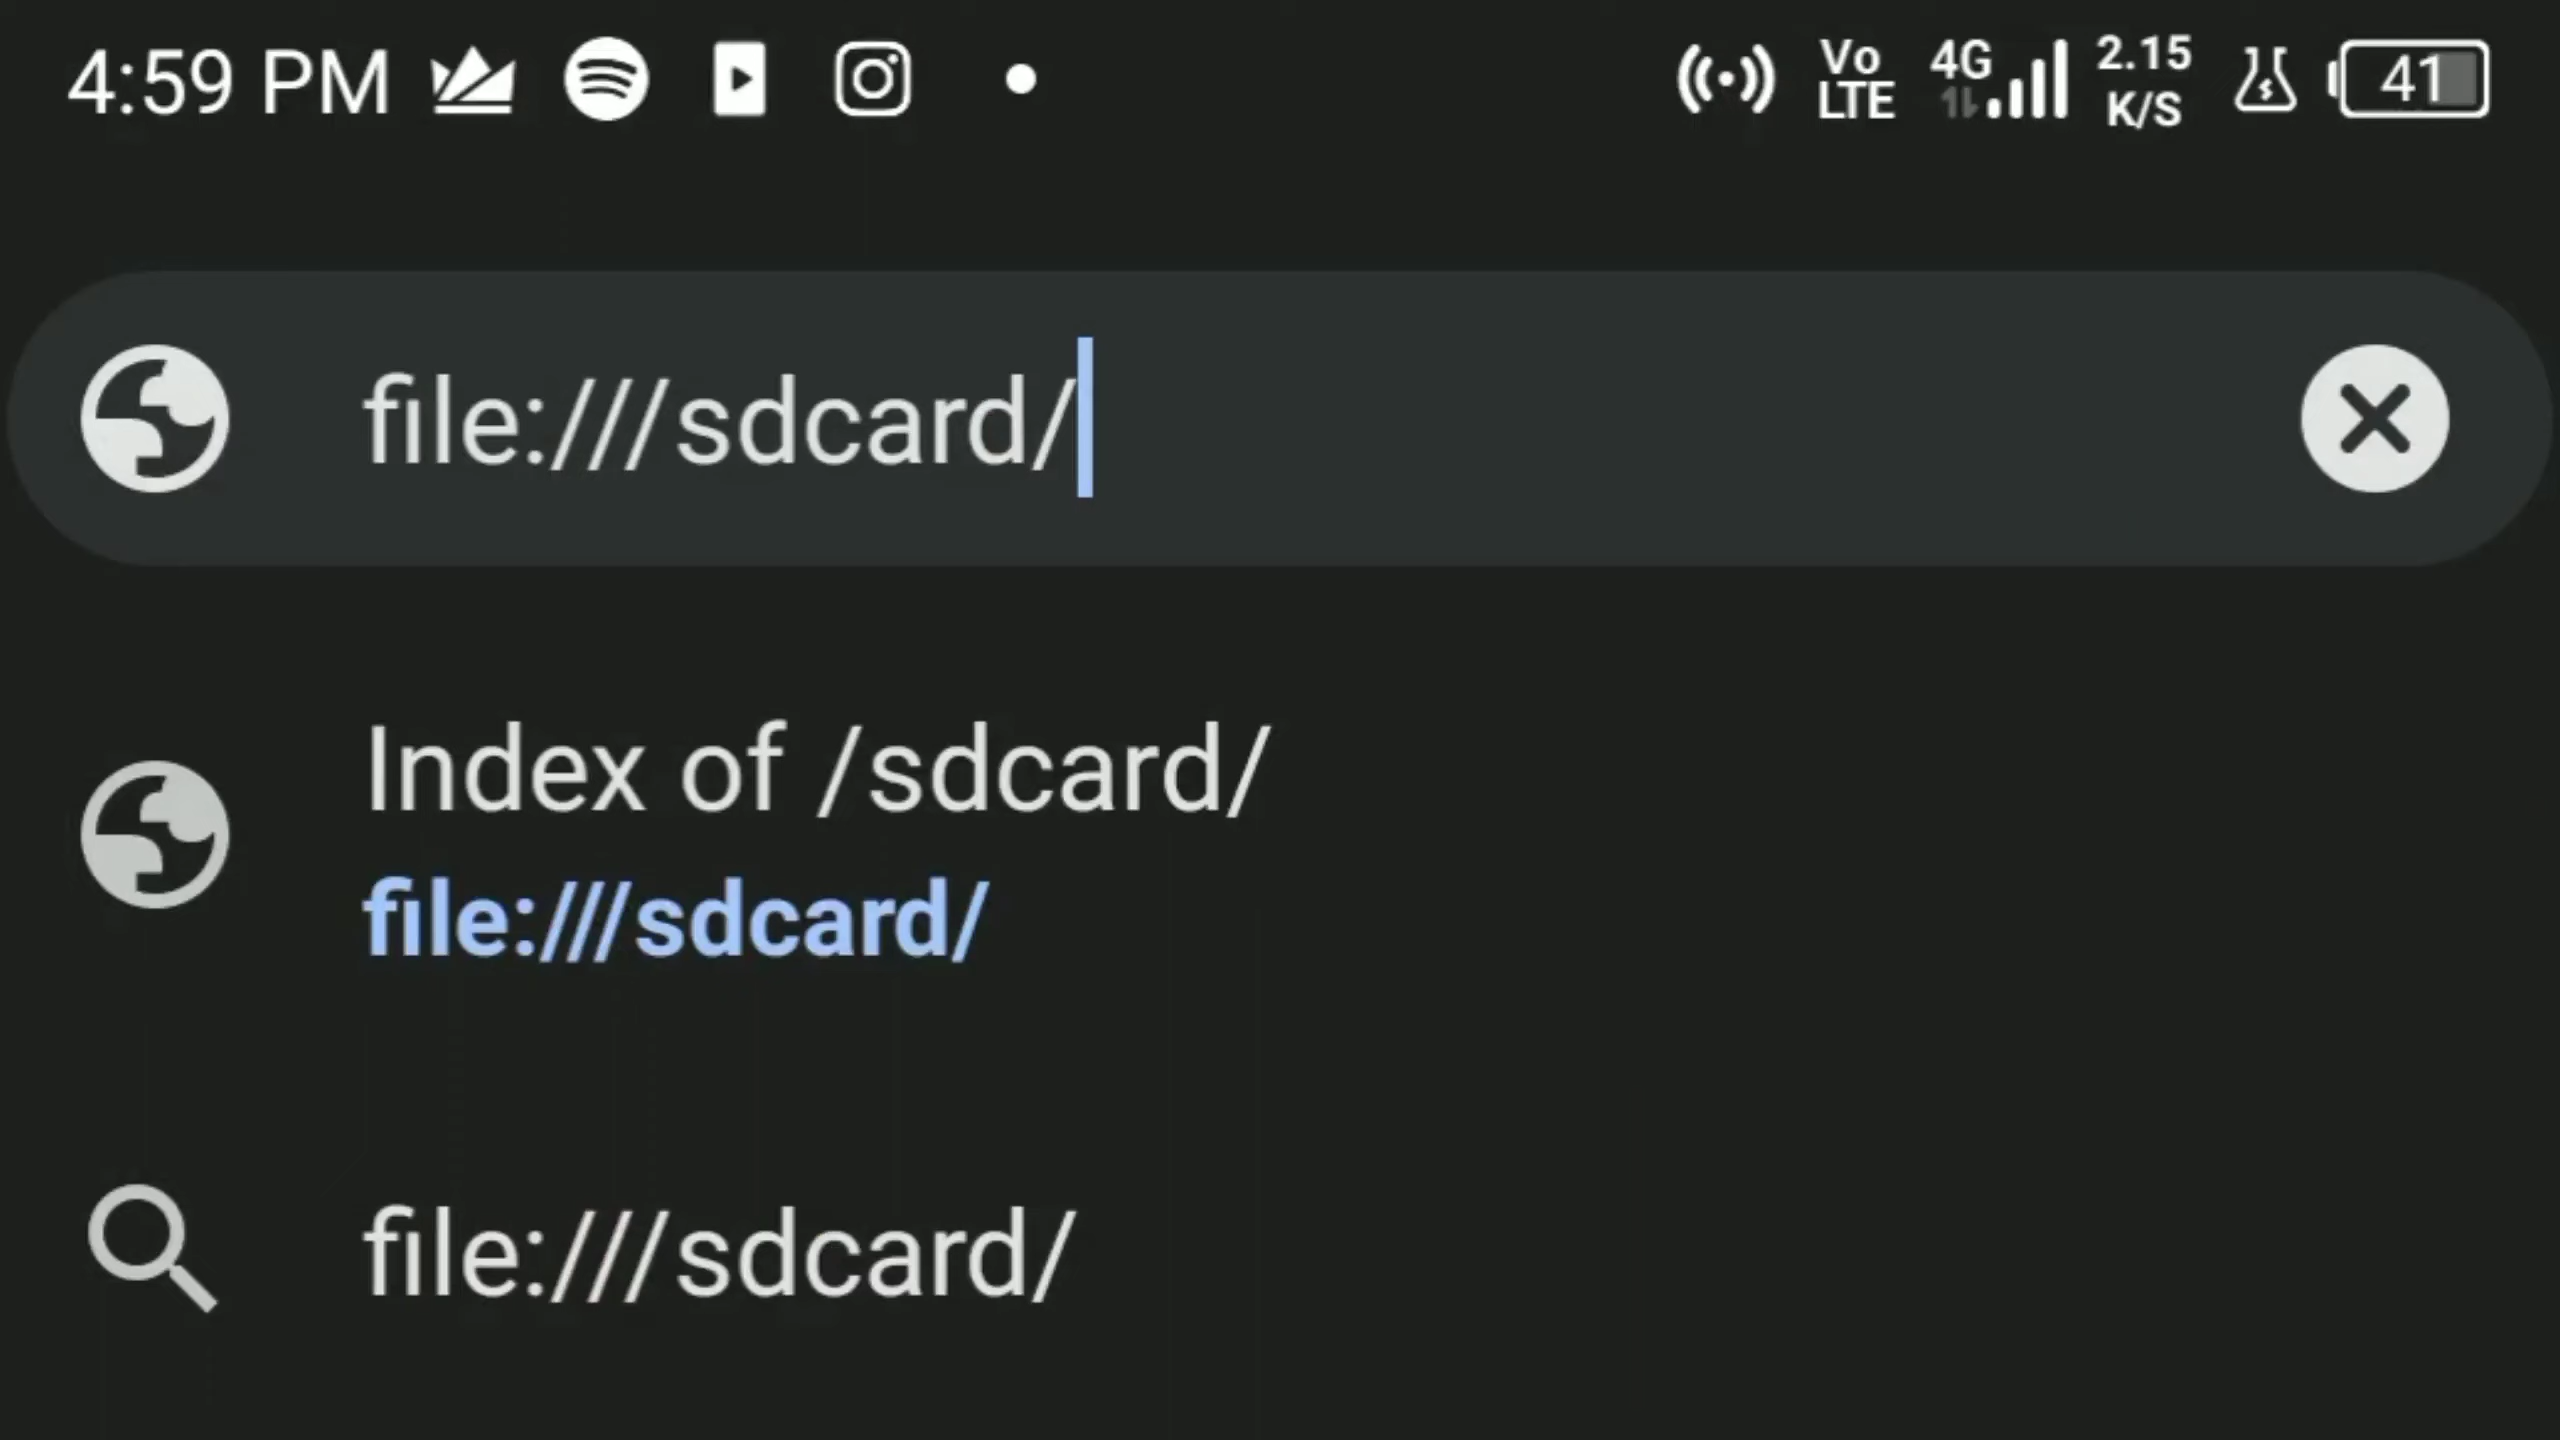 4:59 PM
Vo
LTE
4G
2.15
K/S
41
file:///sdcard/
Index of /sdcard/
file:///sdcard/
file:///sdcard/